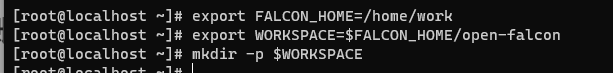 [root@localhost ~]# export FALCON_HOME=/home/work
[root@localhost ~]# export WORKSPACE=$FALCON_HOME/open-falcon
[root@localhost ~]# mkdir -p $WORKSPACE
[root@localhost ~]#